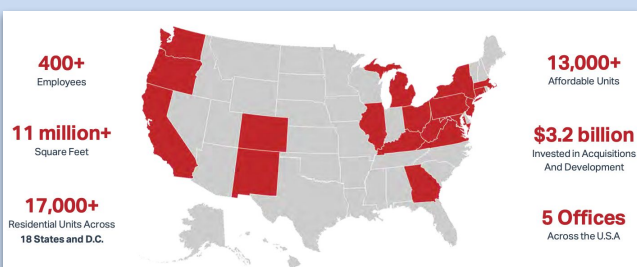 400+
Employees
11 million+
Square Feet
17,000+
Residential Units Across
18 States and D.C.
13,000+
Affordable Units
$3.2 billion
Invested in Acquisitions
And Development
5 Offices
Across the U.S.A